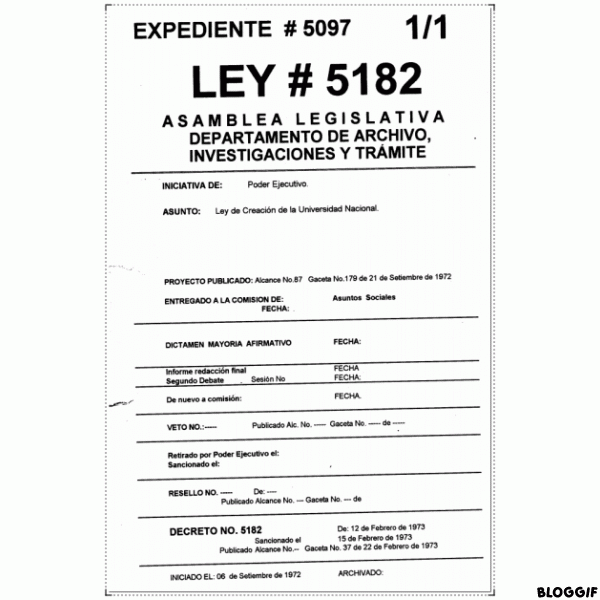 EXPEDIENTE # 5097 1/1
LEY # 5182
ASAMBLEA LEGISLATIVA
DEPARTAMENTO DE ARCHIVO,
INVESTIGACIONES Y TRÁMITE
INICIATIVA DE: Poder Ejecutivo.
ASUNTO: Ley de Creación de la Universidad Nacional.
PROYECTO PUBLICADO: Alcance No.87 Gaceta No.179 de 21 de Setiembre de 1972
ENTREGADO A LA COMISION DE: Asuntos Sociales
FECHA:
DICTAMEN MAYORIA AFIRMATIVO FECHA:
Informe redacción final FECHA
Segundo Debate Sesión No FECHA:
De nuevo a comisión: FECHA.
VETO NO.:----- Publicado Alc. No. ---- Gaceta No. ----- de -----
Retirado por Poder Ejecutivo el:
Sancionado el:
RESELLO NO. ----- De: ----
Publicado Alcance No. --- Gaceta No. --- de
DECRETO NO. 5182 De: 12 de Febrero de 1973
Sancionado el 15 de Febrero de 1973
Publicado Alcance No.-- Gaceta No. 37 de 22 de Febrero de 1973
INICIADO EL: 06 de Setiembre de 1972 ARCHIVADO:
BLOGGIF